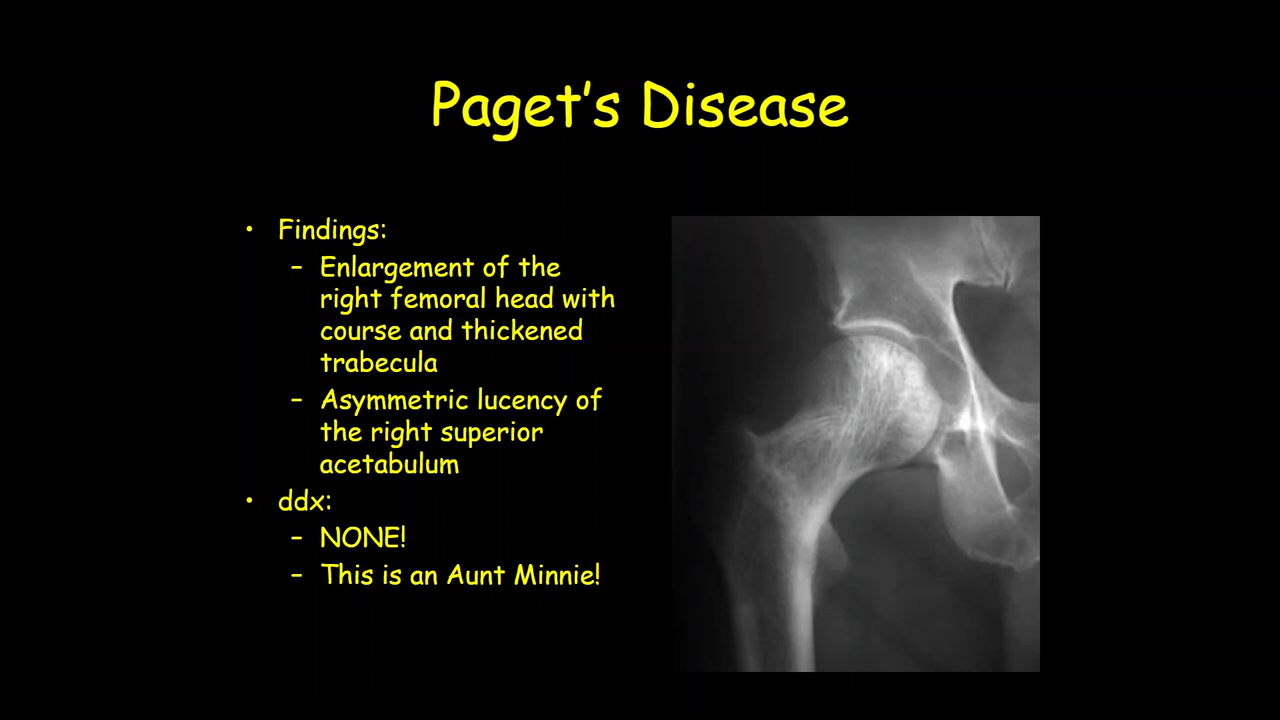 Paget's Disease
• Findings:
– Enlargement of the
right femoral head with
course and thickened
trabecula
– Asymmetric lucency of
the right superior
acetabulum
• ddx:
– NONE!
– This is an Aunt Minnie!